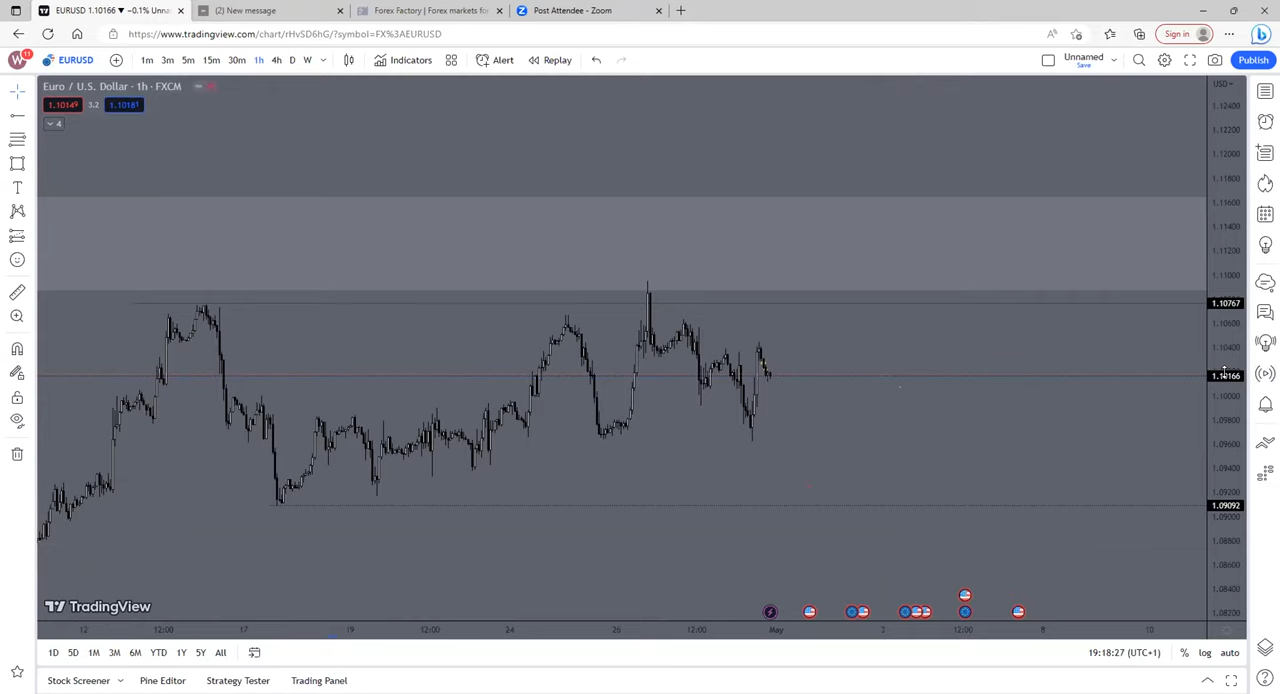 EURUSD 1.10166 ▼ −0.1% Unna
(2) New message
Forex Factory | Forex markets fo
Post Attendee - Zoom
https://www.tradingview.com/chart/rHvSD6hG/?symbol=FX%3AEURUSD
Sign in
W 11
EURUSD
1m 3m 5m 15m 30m 1h 4h D W
Indicators
Alert
Replay
Unnamed
Save
Publish
Euro / U.S. Dollar · 1h · FXCM
USD
1.10149 3.2 1.10181
4
1.12400
1.12200
1.12000
1.11800
1.11600
1.11400
1.11200
1.11000
1.10767
1.10600
1.10400
1.10166
1.10000
1.09800
1.09600
1.09400
1.09200
1.09092
1.09000
1.08800
1.08600
1.08400
1.08200
TradingView
12 12:00 17 19 12:00 24 26 12:00 May 3 12:00 8 10
1D 5D 1M 3M 6M YTD 1Y 5Y All
19:18:27 (UTC+1) % log auto
Stock Screener Pine Editor Strategy Tester Trading Panel